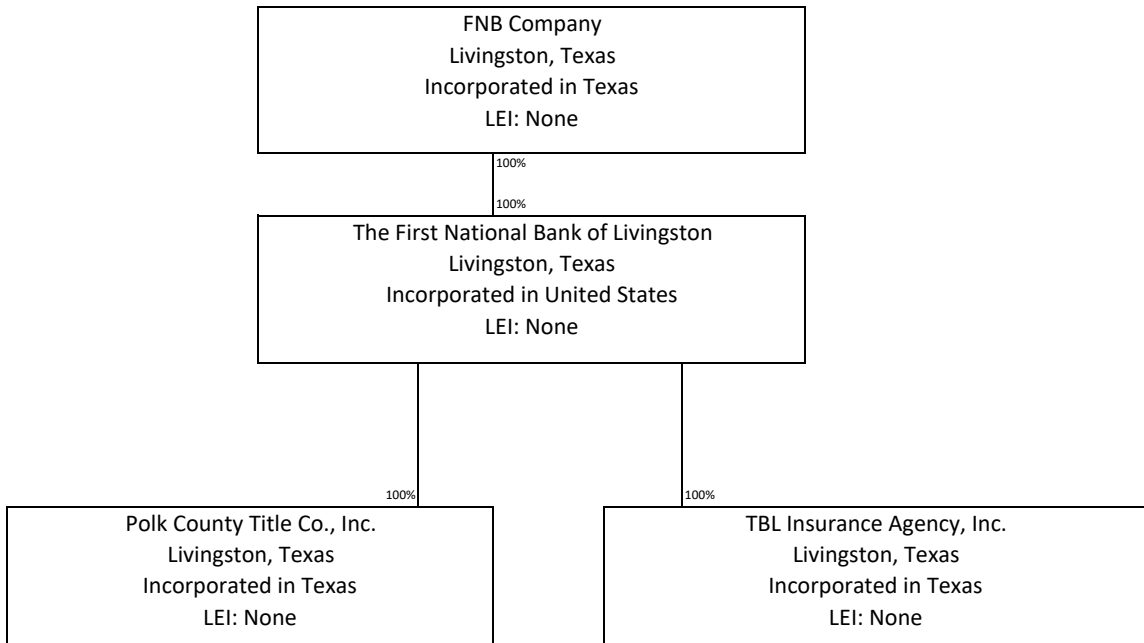 FNB Company
Livingston, Texas
Incorporated in Texas
LEI: None
100%
100%
The First National Bank of Livingston
Livingston, Texas
Incorporated in United States
LEI: None
100%
100%
Polk County Title Co., Inc.
Livingston, Texas
Incorporated in Texas
LEI: None
TBL Insurance Agency, Inc.
Livingston, Texas
Incorporated in Texas
LEI: None